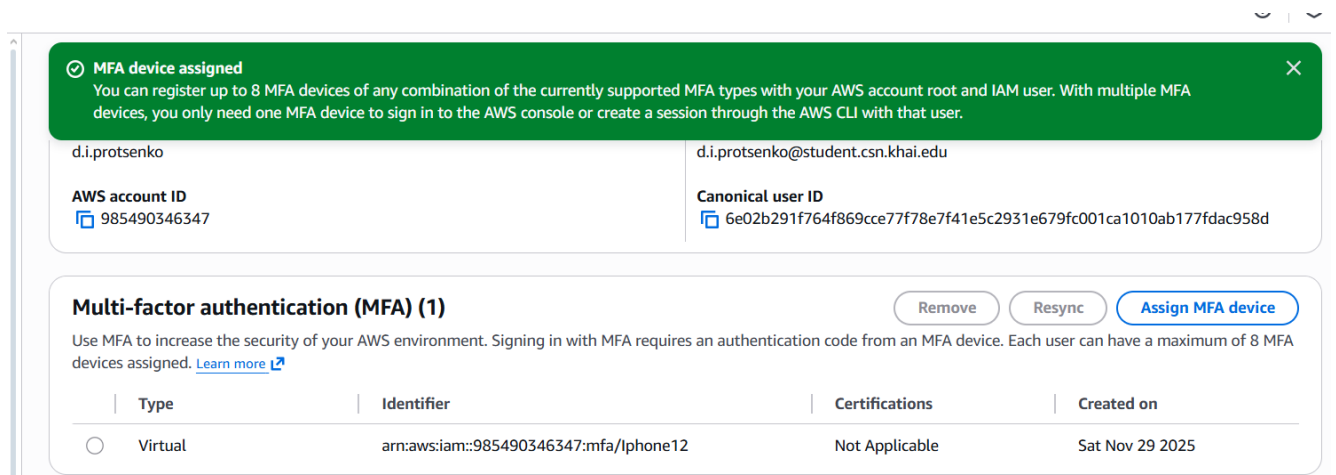 MFA device assigned
You can register up to 8 MFA devices of any combination of the currently supported MFA types with your AWS account root and IAM user. With multiple MFA
devices, you only need one MFA device to sign in to the AWS console or create a session through the AWS CLI with that user.
d.i.protsenko
d.i.protsenko@student.csn.khai.edu
AWS account ID
985490346347
Canonical user ID
6e02b291f764f869cce77f78e7f41e5c2931e679fc001ca1010ab177fdac958d
Multi-factor authentication (MFA) (1)
Remove
Resync
Assign MFA device
Use MFA to increase the security of your AWS environment. Signing in with MFA requires an authentication code from an MFA device. Each user can have a maximum of 8 MFA
devices assigned. Learn more
Type Identifier Certifications Created on
Virtual arn:aws:iam::985490346347:mfa/Iphone12 Not Applicable Sat Nov 29 2025